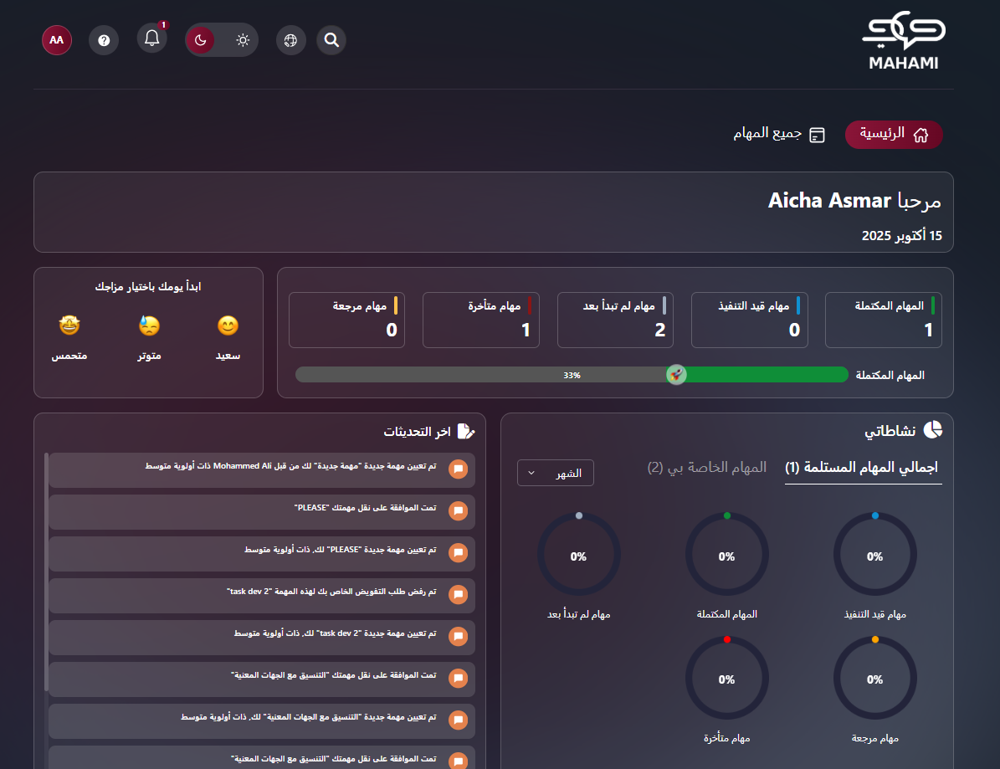 مهامي
MAHAMI
1
AA
الرئيسية
جميع المهام
مرحبا Aicha Asmar
15 أكتوبر 2025
المهام المكتملة
1
مهام قيد التنفيذ
0
مهام لم تبدأ بعد
2
مهام متأخرة
1
مهام مرجعة
0
المهام المكتملة
33%
ابدأ يومك باختيار مزاجك
سعيد
متوتر
متحمس
نشاطاتي
اجمالي المهام المستلمة (1)
المهام الخاصة بي (2)
الشهر
0%
مهام قيد التنفيذ
0%
المهام المكتملة
0%
مهام لم تبدأ بعد
0%
مهام مرجعة
0%
مهام متأخرة
اخر التحديثات
تم تعيين مهمة جديدة "مهمة جديدة" لك من قبل Mohammed Ali ذات أولوية متوسط
تمت الموافقة على نقل مهمتك "PLEASE"
تم تعيين مهمة جديدة "PLEASE" لك, ذات أولوية متوسط
تم رفض طلب التفويض الخاص بك لهذه المهمة "task dev 2"
تم تعيين مهمة جديدة "task dev 2" لك, ذات أولوية متوسط
تمت الموافقة على نقل مهمتك "التنسيق مع الجهات المعنية"
تم تعيين مهمة جديدة "التنسيق مع الجهات المعنية" لك, ذات أولوية متوسط
تمت الموافقة على نقل مهمتك "التنسيق مع الجهات المعنية"